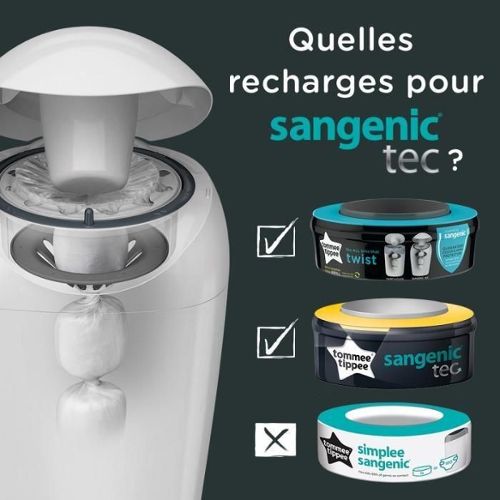 Quelles
recharges pour
sangenic
tec ?
tommee
tippee
twist
sangenic
tommee
tippee
sangenic
tec
tommee
tippee
simplee
sangenic